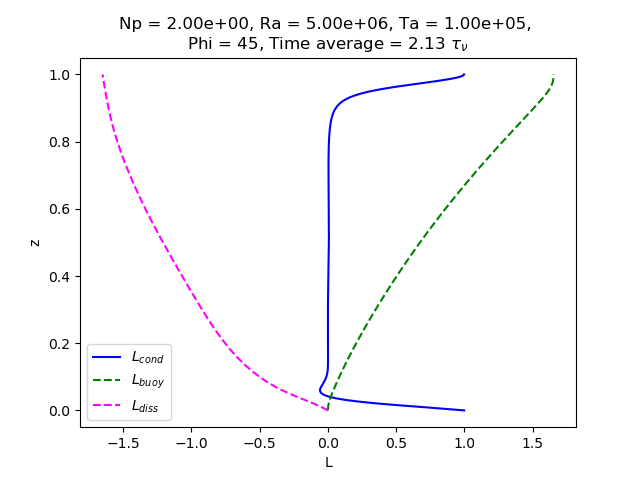 Np = 2.00e+00, Ra = 5.00e+06, Ta = 1.00e+05,
Phi = 45, Time average = 2.13 τν
1.0
0.8
0.6
0.4
0.2
0.0
z
Lcond
Lbuoy
Ldiss
−1.5
−1.0
−0.5
0.0
0.5
1.0
1.5
L